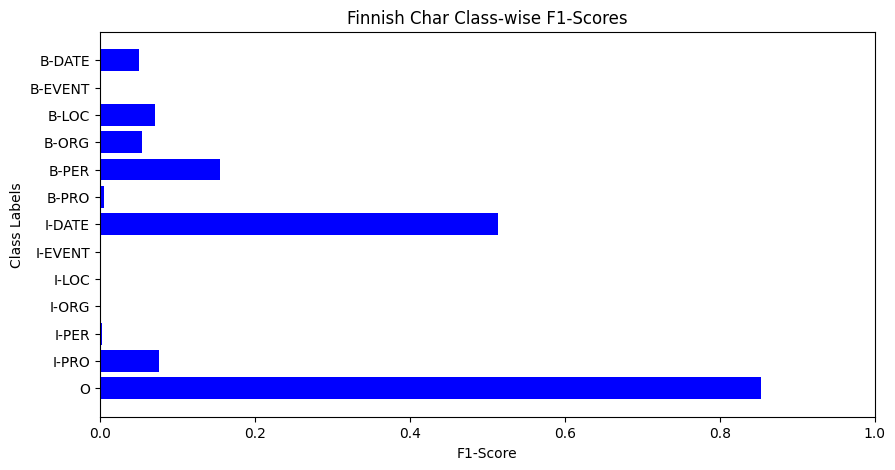 Finnish Char Class-wise F1-Scores
B-DATE
B-EVENT
B-LOC
B-ORG
B-PER
B-PRO
I-DATE
I-EVENT
I-LOC
I-ORG
I-PER
I-PRO
O
Class Labels
0.0 0.2 0.4 0.6 0.8 1.0
F1-Score